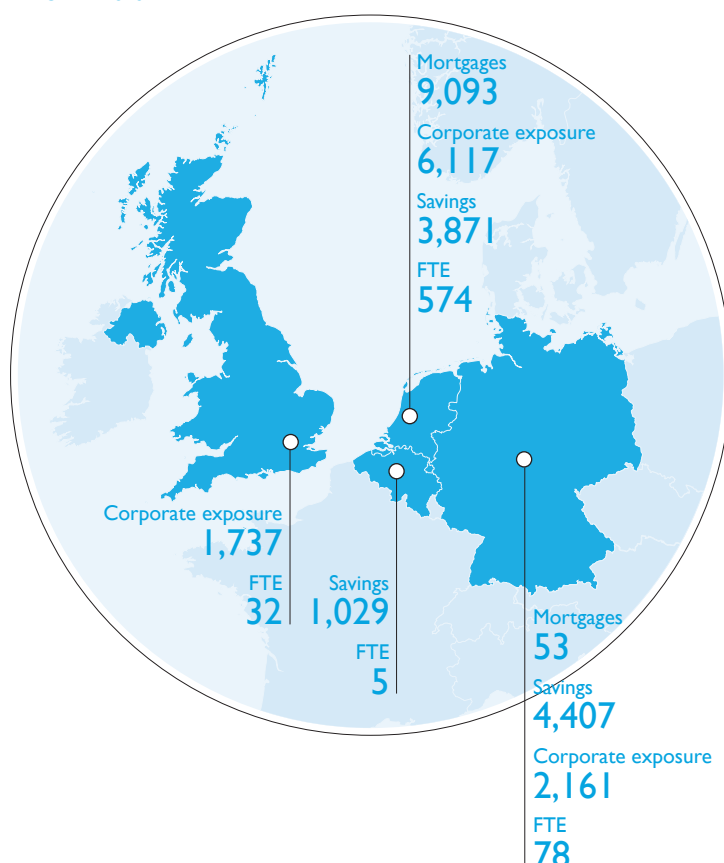 Mortgages
9,093
Corporate exposure
6,117
Savings
3,871
FTE
574
Corporate exposure
1,737
FTE
32
Savings
1,029
FTE
5
Mortgages
53
Savings
4,407
Corporate exposure
2,161
FTE
78